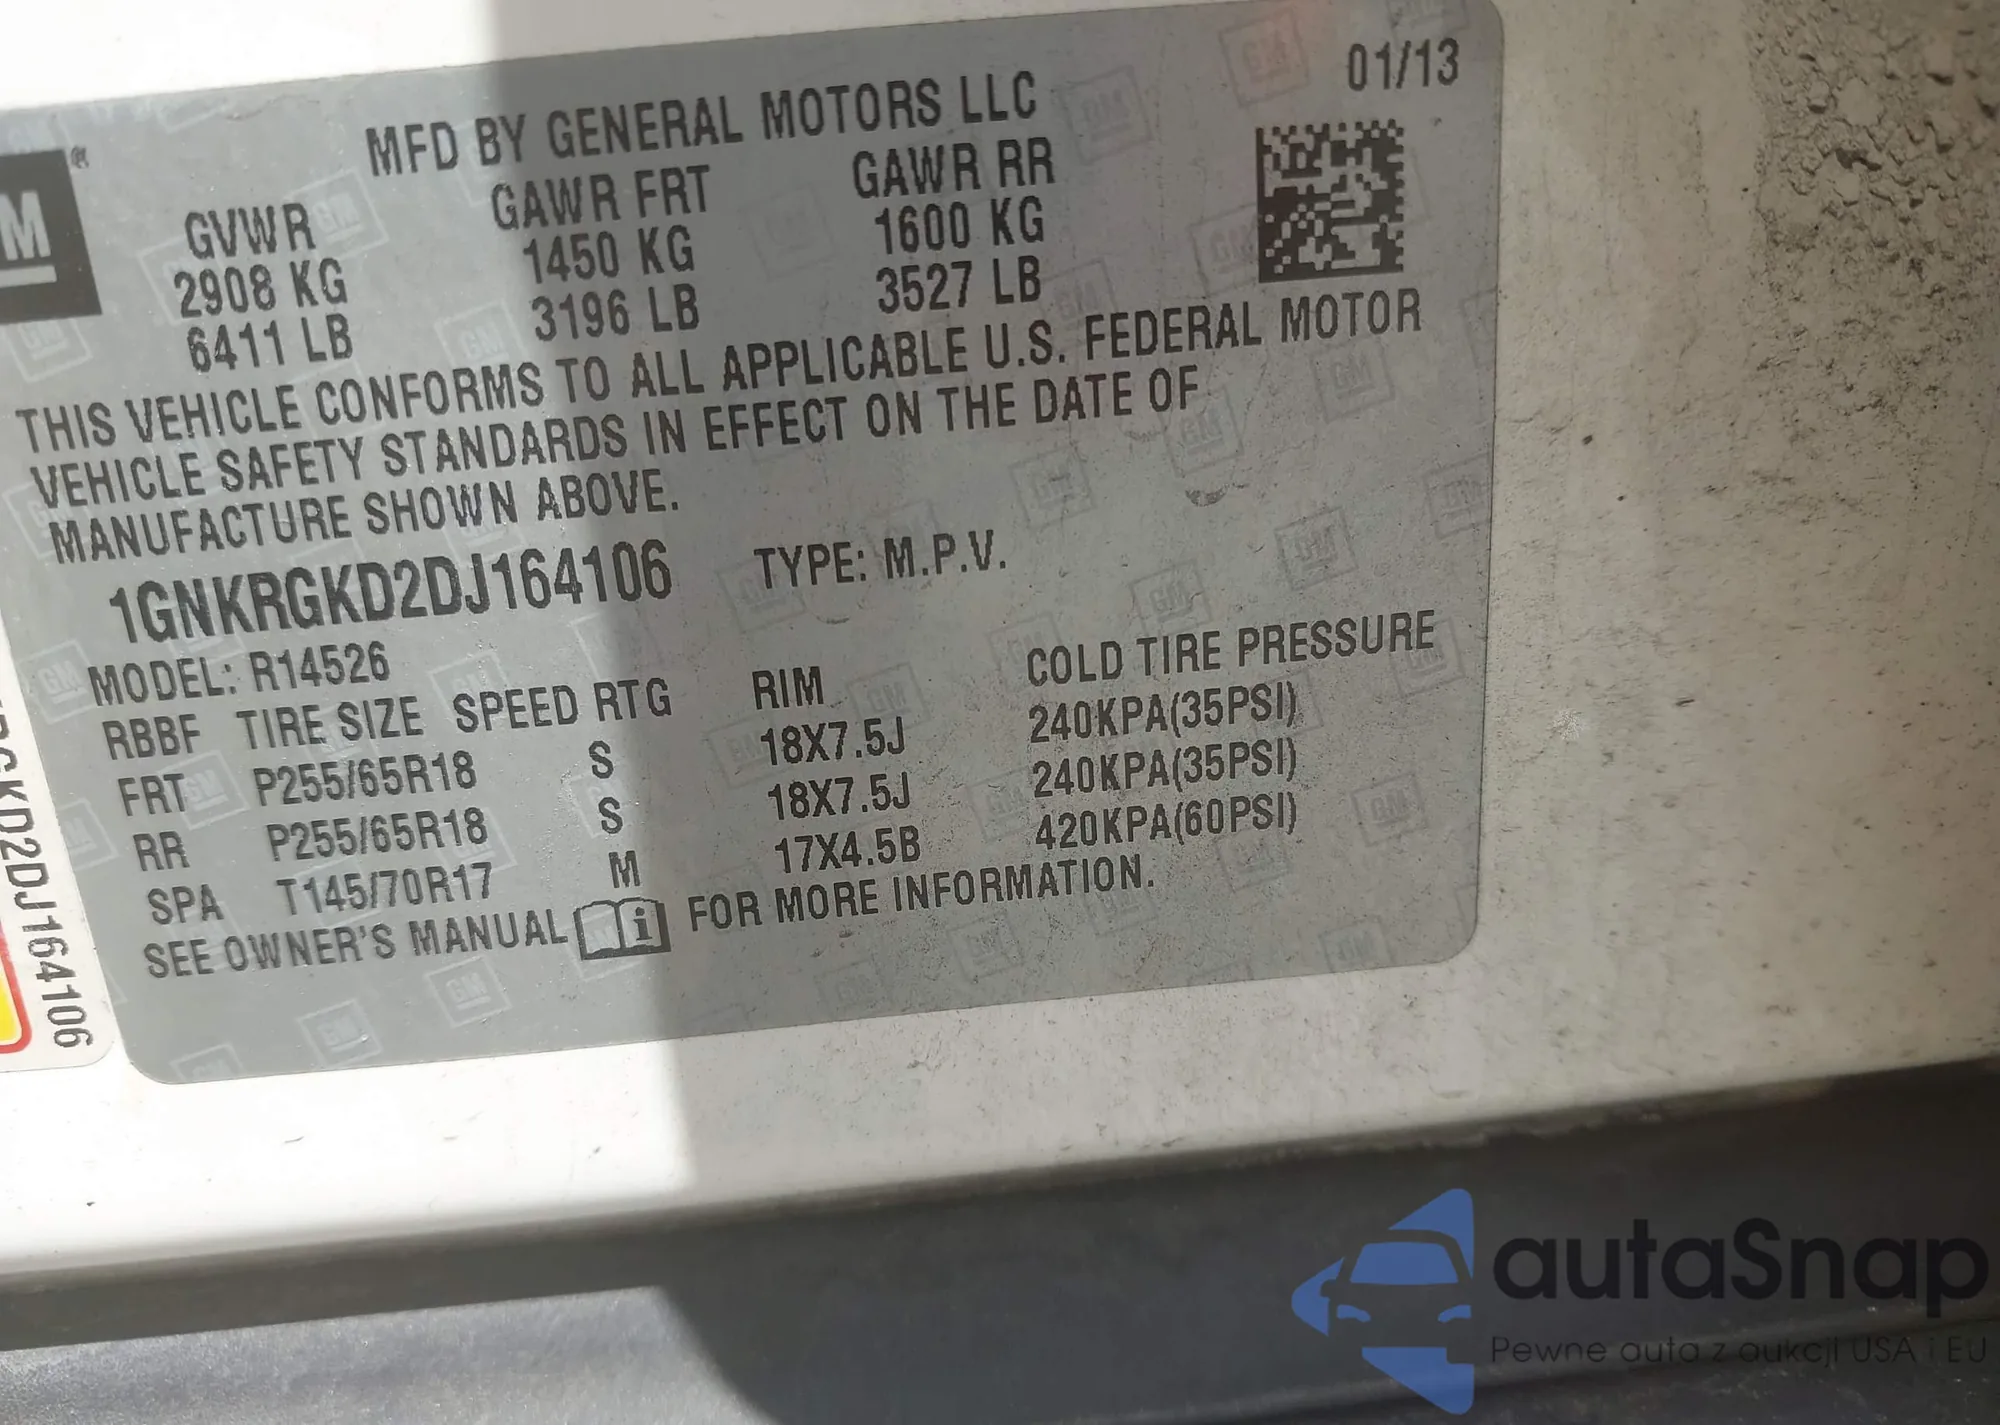 MFD BY GENERAL MOTORS LLC
01/13
M
®
GVWR
GAWR FRT
GAWR RR
2908 KG
1450 KG
1600 KG
6411 LB
3196 LB
3527 LB
THIS VEHICLE CONFORMS TO ALL APPLICABLE U.S. FEDERAL MOTOR
VEHICLE SAFETY STANDARDS IN EFFECT ON THE DATE OF
MANUFACTURE SHOWN ABOVE.
1GNKRGKD2DJ164106 TYPE: M.P.V.
MODEL: R14526
RBBF TIRE SIZE SPEED RTG RIM COLD TIRE PRESSURE
FRT P255/65R18 S 18X7.5J 240KPA(35PSI)
RR P255/65R18 S 18X7.5J 240KPA(35PSI)
SPA T145/70R17 M 17X4.5B 420KPA(60PSI)
SEE OWNER'S MANUAL i FOR MORE INFORMATION.
GKD2DJ164106
autaSnap
Pewne auta z aukcji USA i EU